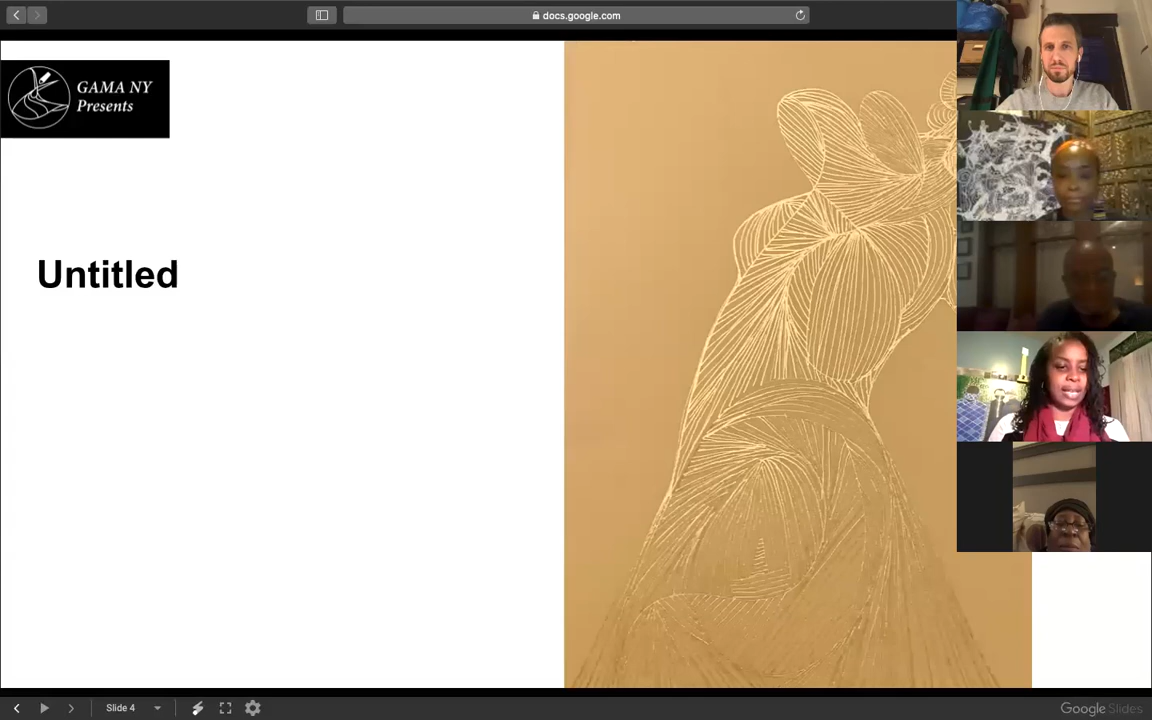 docs.google.com
GAMA NY
Presents
Untitled
Slide 4
Google Slides